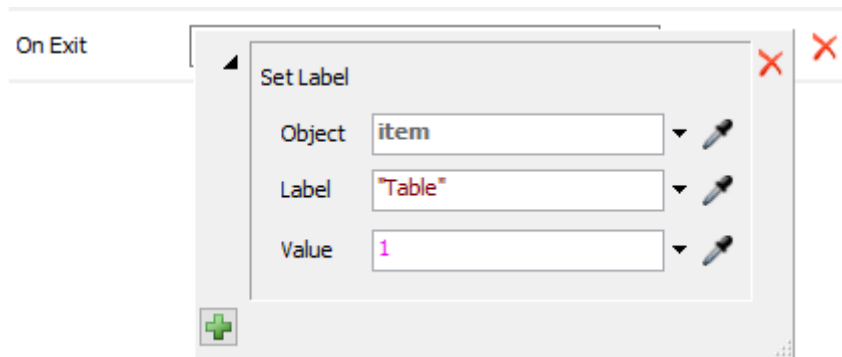 On Exit
Set Label
Object item
Label "Table"
Value 1